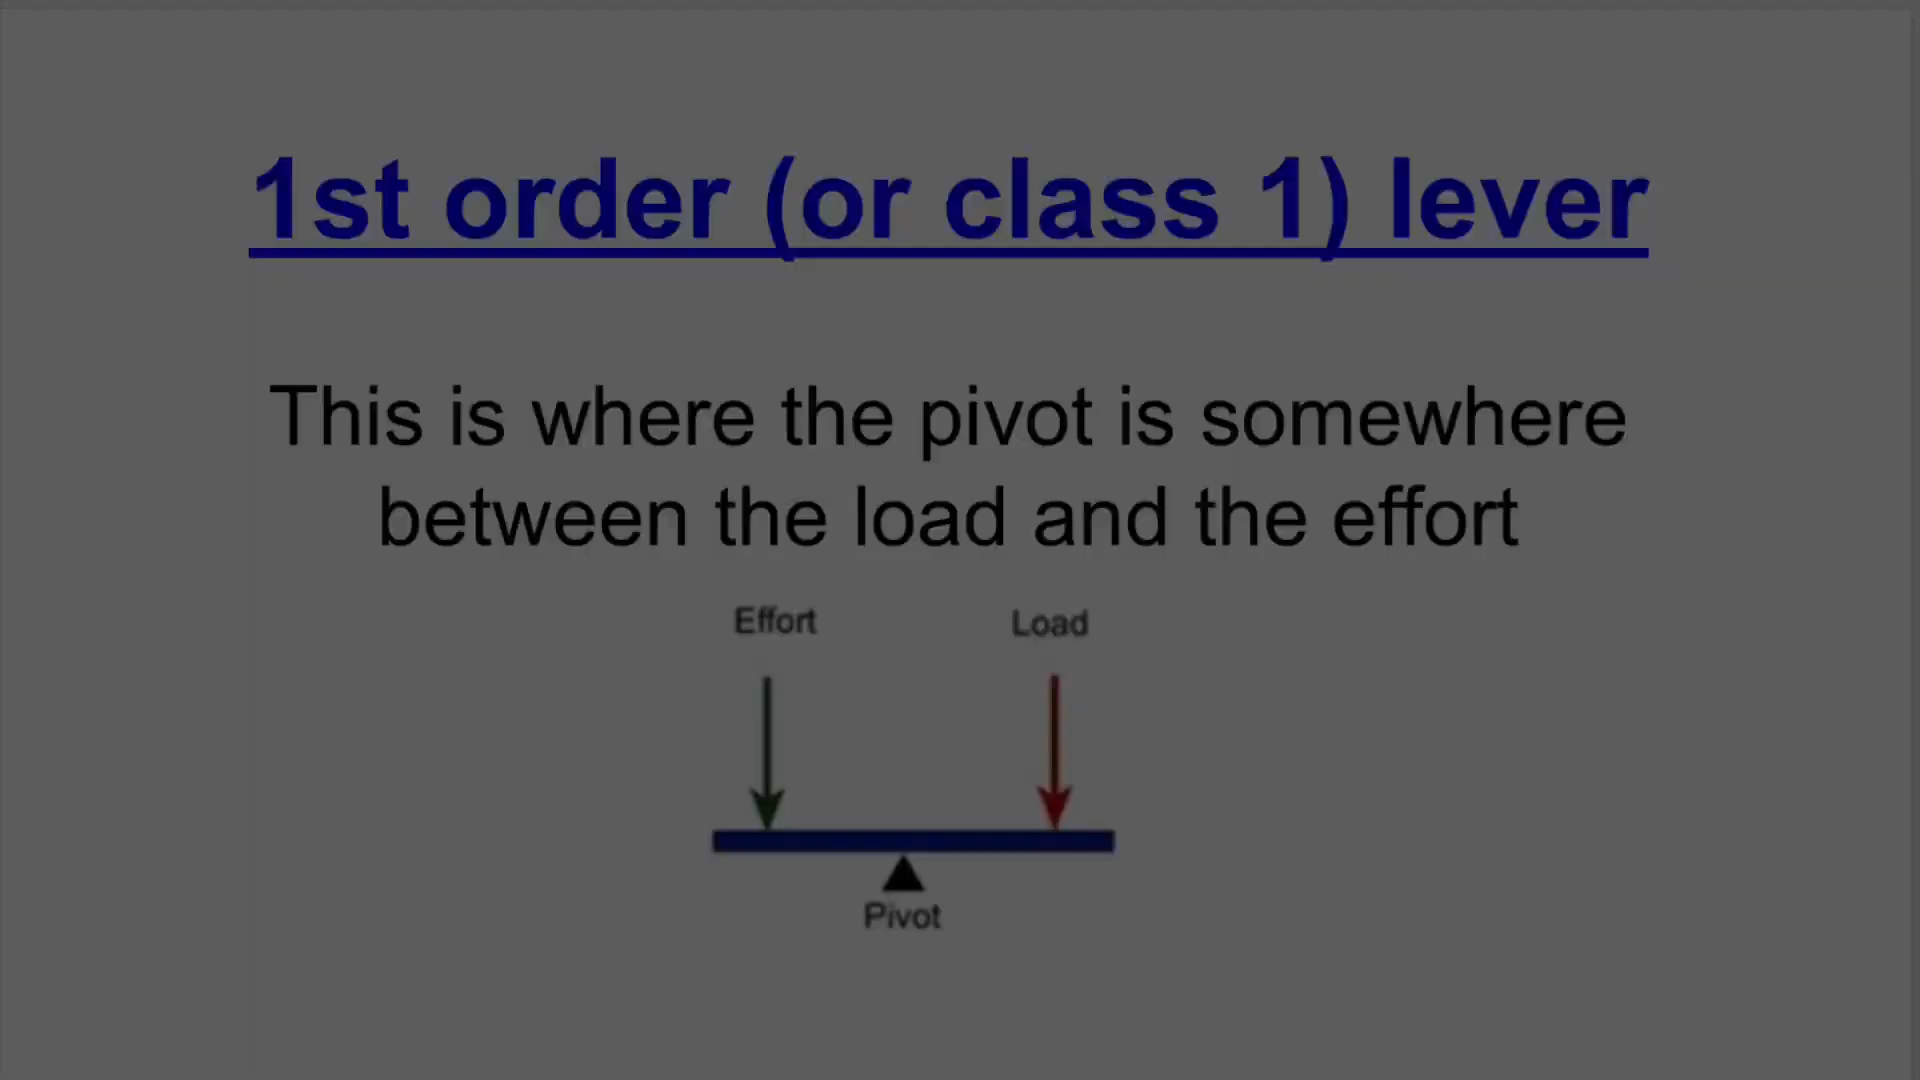 1st order (or class 1) lever
This is where the pivot is somewhere
between the load and the effort
Effort Load
Pivot